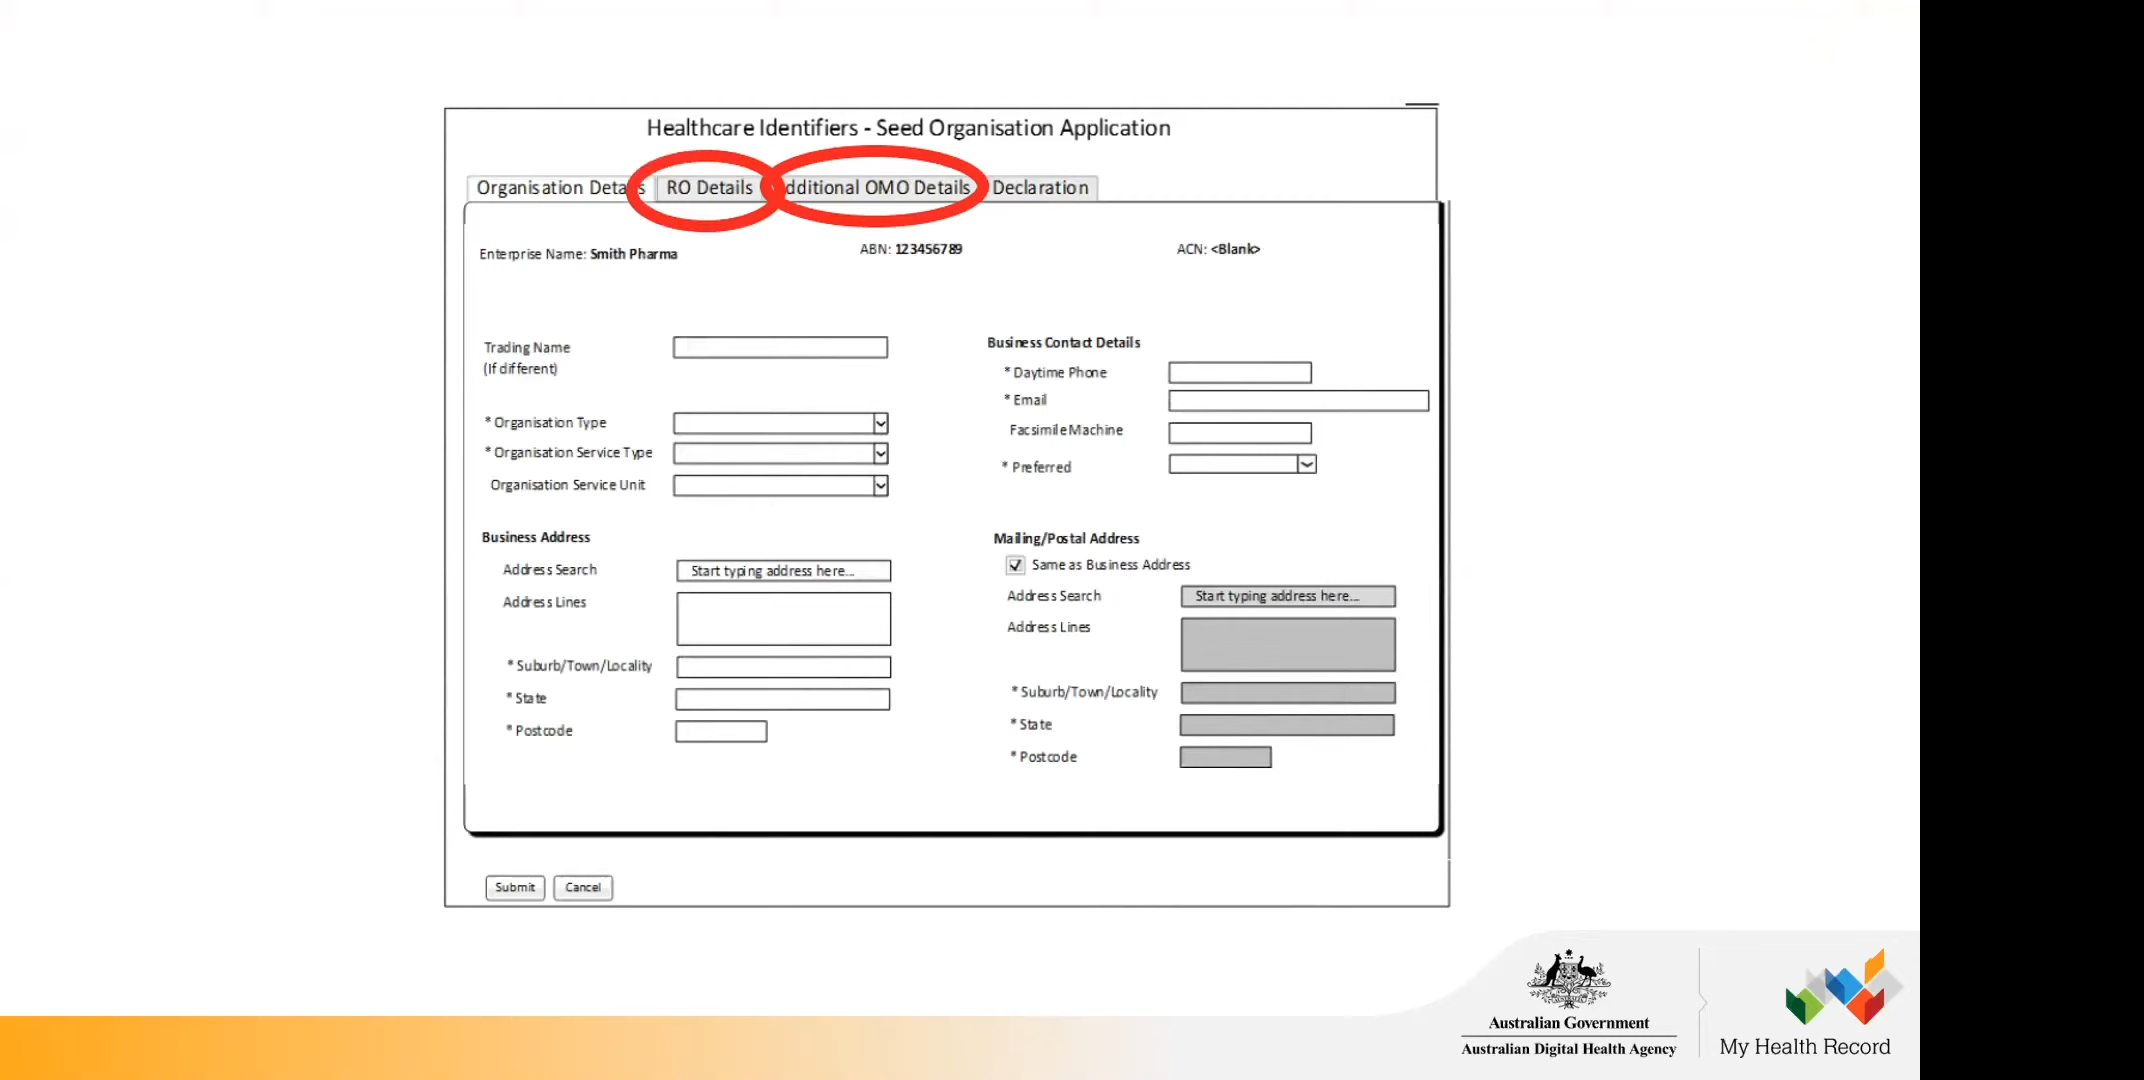 Healthcare Identifiers - Seed Organisation Application
Organisation Details RO Details Additional OMO Details Declaration
Enterprise Name: Smith Pharma ABN: 123456789 ACN: <Blank>
Trading Name
(If different)
* Organisation Type
* Organisation Service Type
Organisation Service Unit
Business Contact Details
* Daytime Phone
* Email
Facsimile Machine
* Preferred
Business Address
Address Search Start typing address here...
Address Lines
* Suburb/Town/Locality
* State
* Postcode
Mailing/Postal Address
Same as Business Address
Address Search Start typing address here...
Address Lines
* Suburb/Town/Locality
* State
* Postcode
Submit Cancel
Australian Government
Australian Digital Health Agency
My Health Record